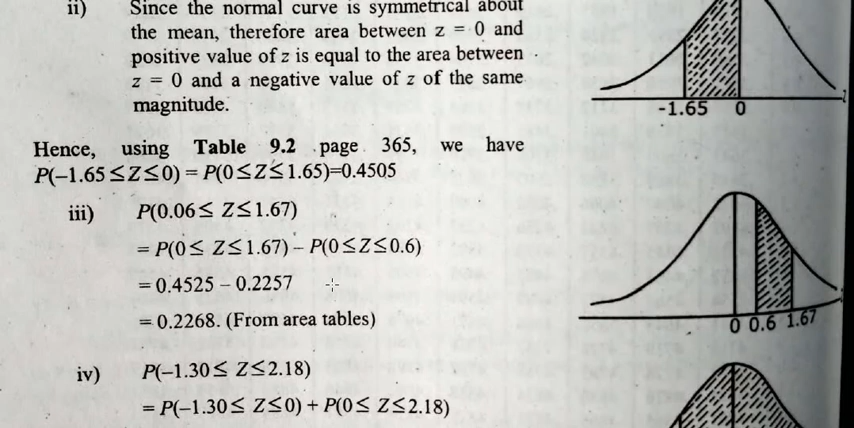 ii) Since the normal curve is symmetrical about
the mean, therefore area between z = 0 and
positive value of z is equal to the area between
z = 0 and a negative value of z of the same
magnitude.
-1.65 0
Hence, using Table 9.2 page 365, we have
P(−1.65≤Z≤0) = P(0≤Z≤1.65)=0.4505
iii) P(0.06≤ Z≤1.67)
= P(0≤ Z≤1.67) – P(0≤Z≤0.6)
= 0.4525 – 0.2257
= 0.2268. (From area tables)
0 0.6 1.67
iv) P(−1.30≤ Z≤2.18)
= P(−1.30≤ Z≤0) + P(0≤ Z≤2.18)